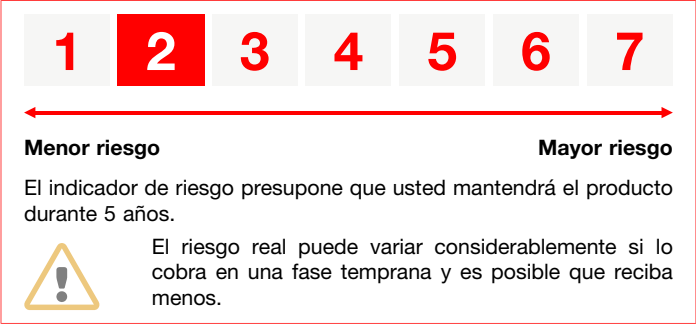 1 2 3 4 5 6 7
Menor riesgo Mayor riesgo
El indicador de riesgo presupone que usted mantendrá el producto
durante 5 años.
El riesgo real puede variar considerablemente si lo
cobra en una fase temprana y es posible que reciba
menos.